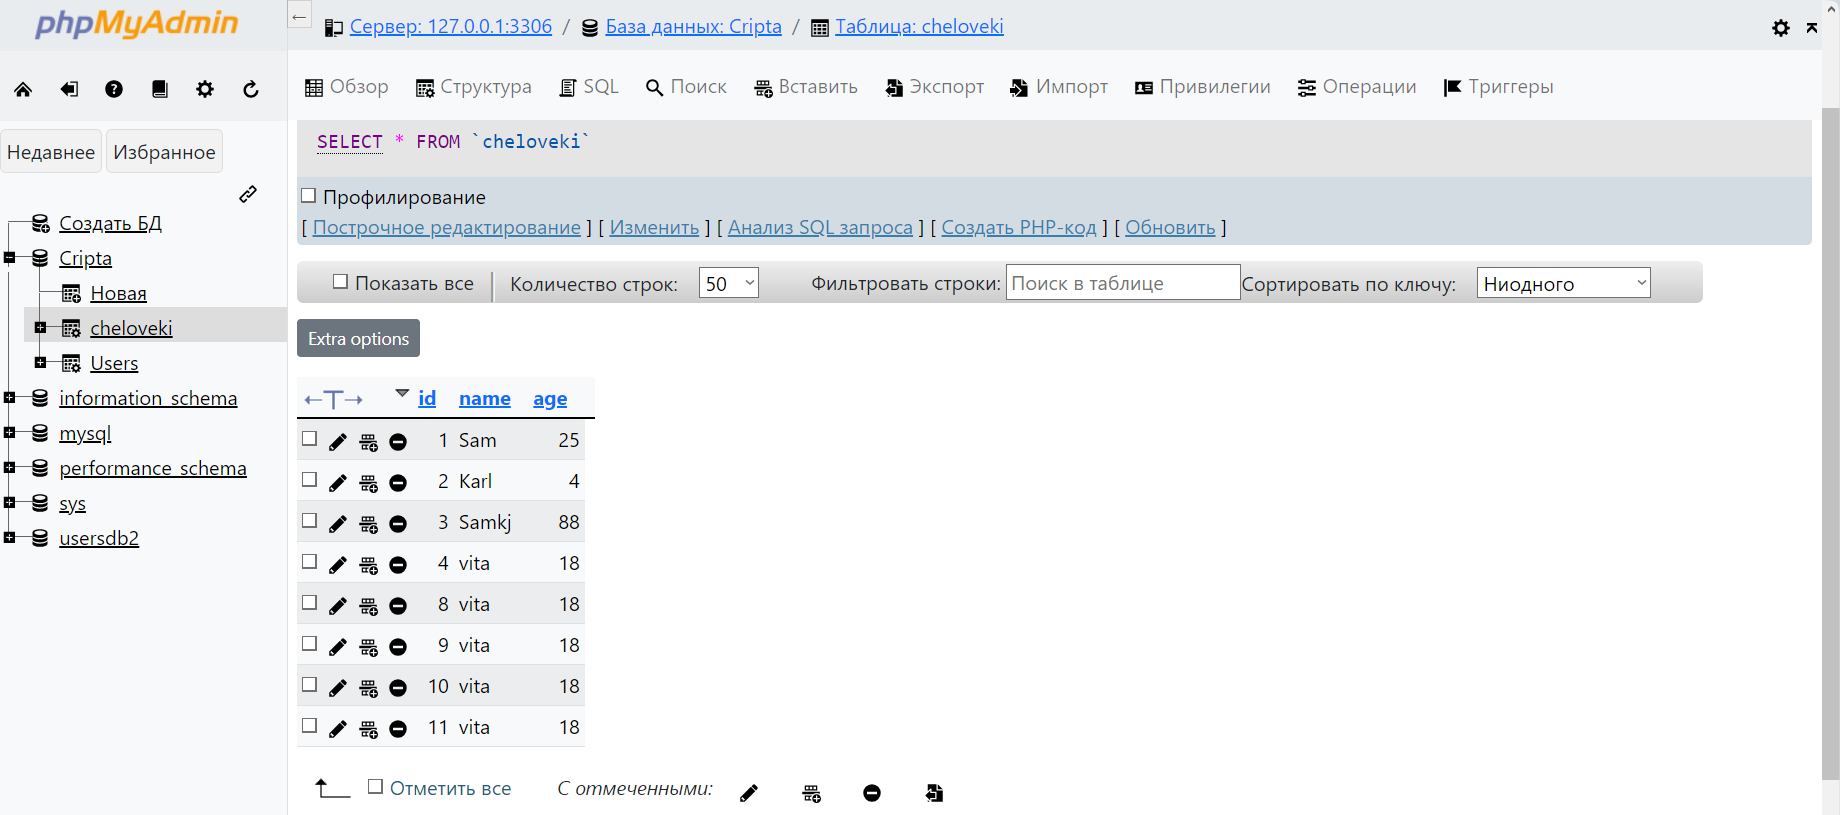 phpMyAdmin
Недавнее Избранное
Создать БД
Cripta
Новая
cheloveki
Users
information_schema
mysql
performance_schema
sys
usersdb2
Сервер: 127.0.0.1:3306 / База данных: Cripta / Таблица: cheloveki
Обзор Структура SQL Поиск Вставить Экспорт Импорт Привилегии Операции Триггеры
SELECT * FROM `cheloveki`
Профилирование
[ Построчное редактирование ] [ Изменить ] [ Анализ SQL запроса ] [ Создать PHP-код ] [ Обновить ]
Показать все Количество строк: 50 Фильтровать строки: Поиск в таблице Сортировать по ключу: Ниодного
Extra options
←T→ id name age
1 Sam 25
2 Karl 4
3 Samkj 88
4 vita 18
8 vita 18
9 vita 18
10 vita 18
11 vita 18
Отметить все С отмеченными: